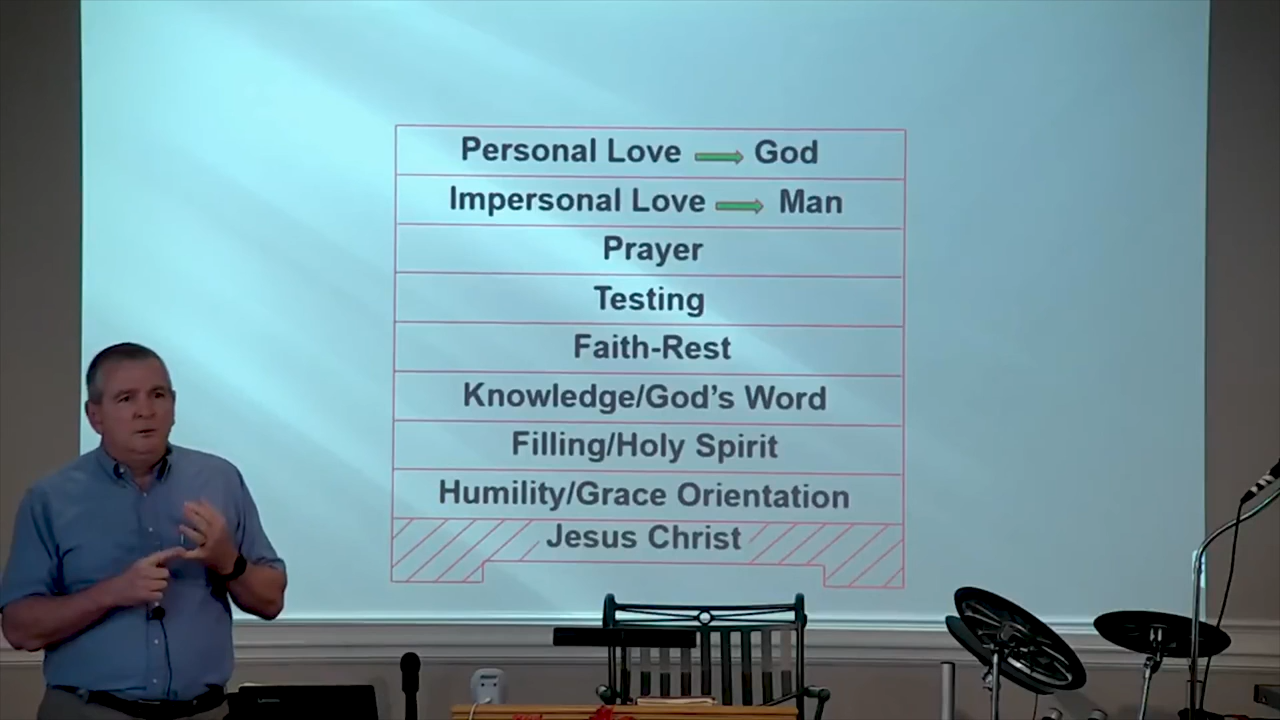 Personal Love God
Impersonal Love Man
Prayer
Testing
Faith-Rest
Knowledge/God’s Word
Filling/Holy Spirit
Humility/Grace Orientation
Jesus Christ